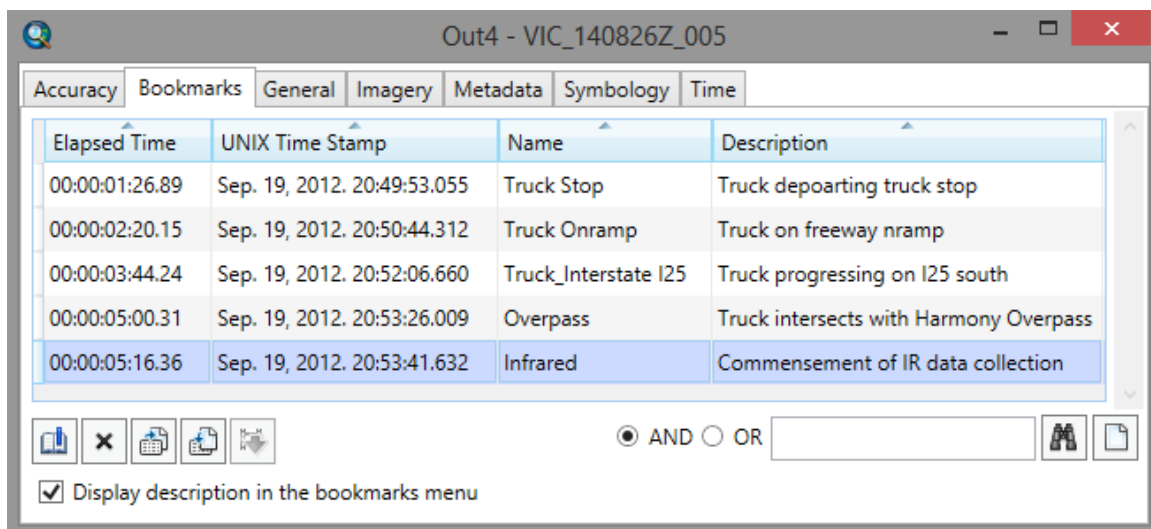 Out4 - VIC_140826Z_005
Accuracy Bookmarks General Imagery Metadata Symbology Time
Elapsed Time UNIX Time Stamp Name Description
00:00:01:26.89 Sep. 19, 2012. 20:49:53.055 Truck Stop Truck depoarting truck stop
00:00:02:20.15 Sep. 19, 2012. 20:50:44.312 Truck Onramp Truck on freeway nramp
00:00:03:44.24 Sep. 19, 2012. 20:52:06.660 Truck_Interstate I25 Truck progressing on I25 south
00:00:05:00.31 Sep. 19, 2012. 20:53:26.009 Overpass Truck intersects with Harmony Overpass
00:00:05:16.36 Sep. 19, 2012. 20:53:41.632 Infrared Commensement of IR data collection
AND OR
Display description in the bookmarks menu